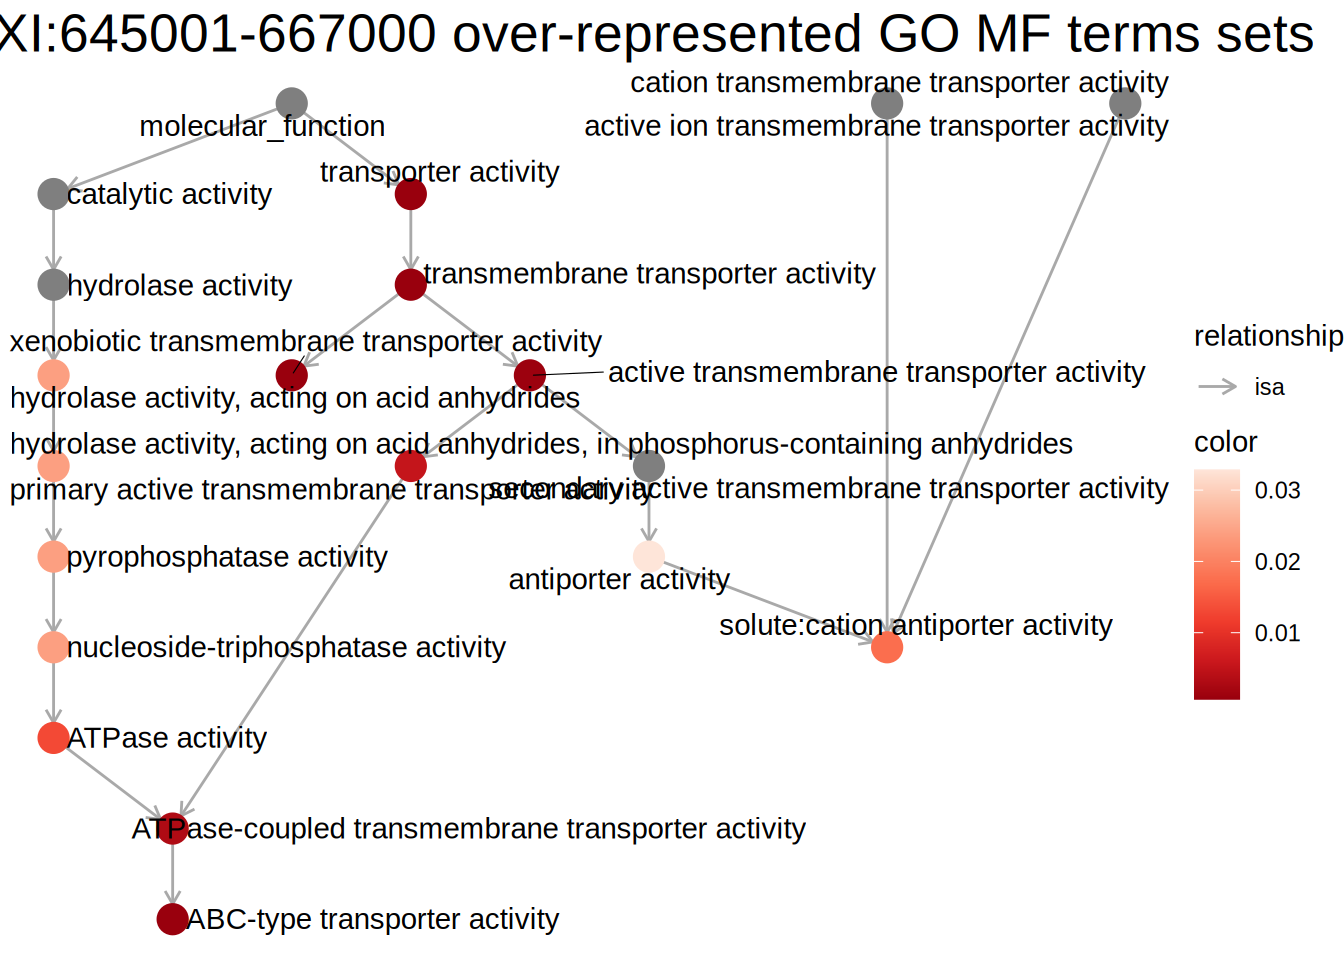 XI:645001-667000 over-represented GO MF terms sets
cation transmembrane transporter activity
molecular_function
active ion transmembrane transporter activity
transporter activity
catalytic activity
transmembrane transporter activity
hydrolase activity
xenobiotic transmembrane transporter activity
active transmembrane transporter activity
hydrolase activity, acting on acid anhydrides
hydrolase activity, acting on acid anhydrides, in phosphorus-containing anhydrides
primary active transmembrane transporter activity
secondary active transmembrane transporter activity
pyrophosphatase activity
antiporter activity
solute:cation antiporter activity
nucleoside-triphosphatase activity
ATPase activity
ATPase-coupled transmembrane transporter activity
ABC-type transporter activity
relationship
isa
color
0.03
0.02
0.01